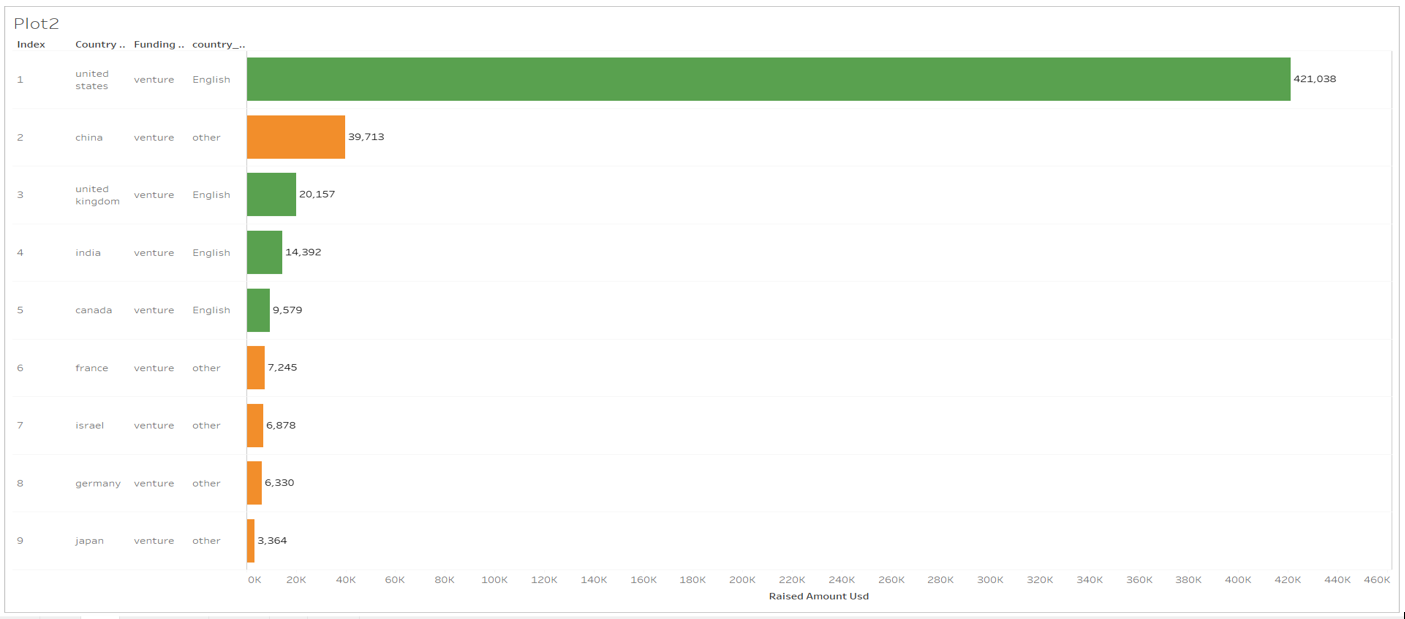 Plot2
Index Country .. Funding .. country_..
1 united states venture English 421,038
2 china venture other 39,713
3 united kingdom venture English 20,157
4 india venture English 14,392
5 canada venture English 9,579
6 france venture other 7,245
7 israel venture other 6,878
8 germany venture other 6,330
9 japan venture other 3,364
0K 20K 40K 60K 80K 100K 120K 140K 160K 180K 200K 220K 240K 260K 280K 300K 320K 340K 360K 380K 400K 420K 440K 460K
Raised Amount Usd